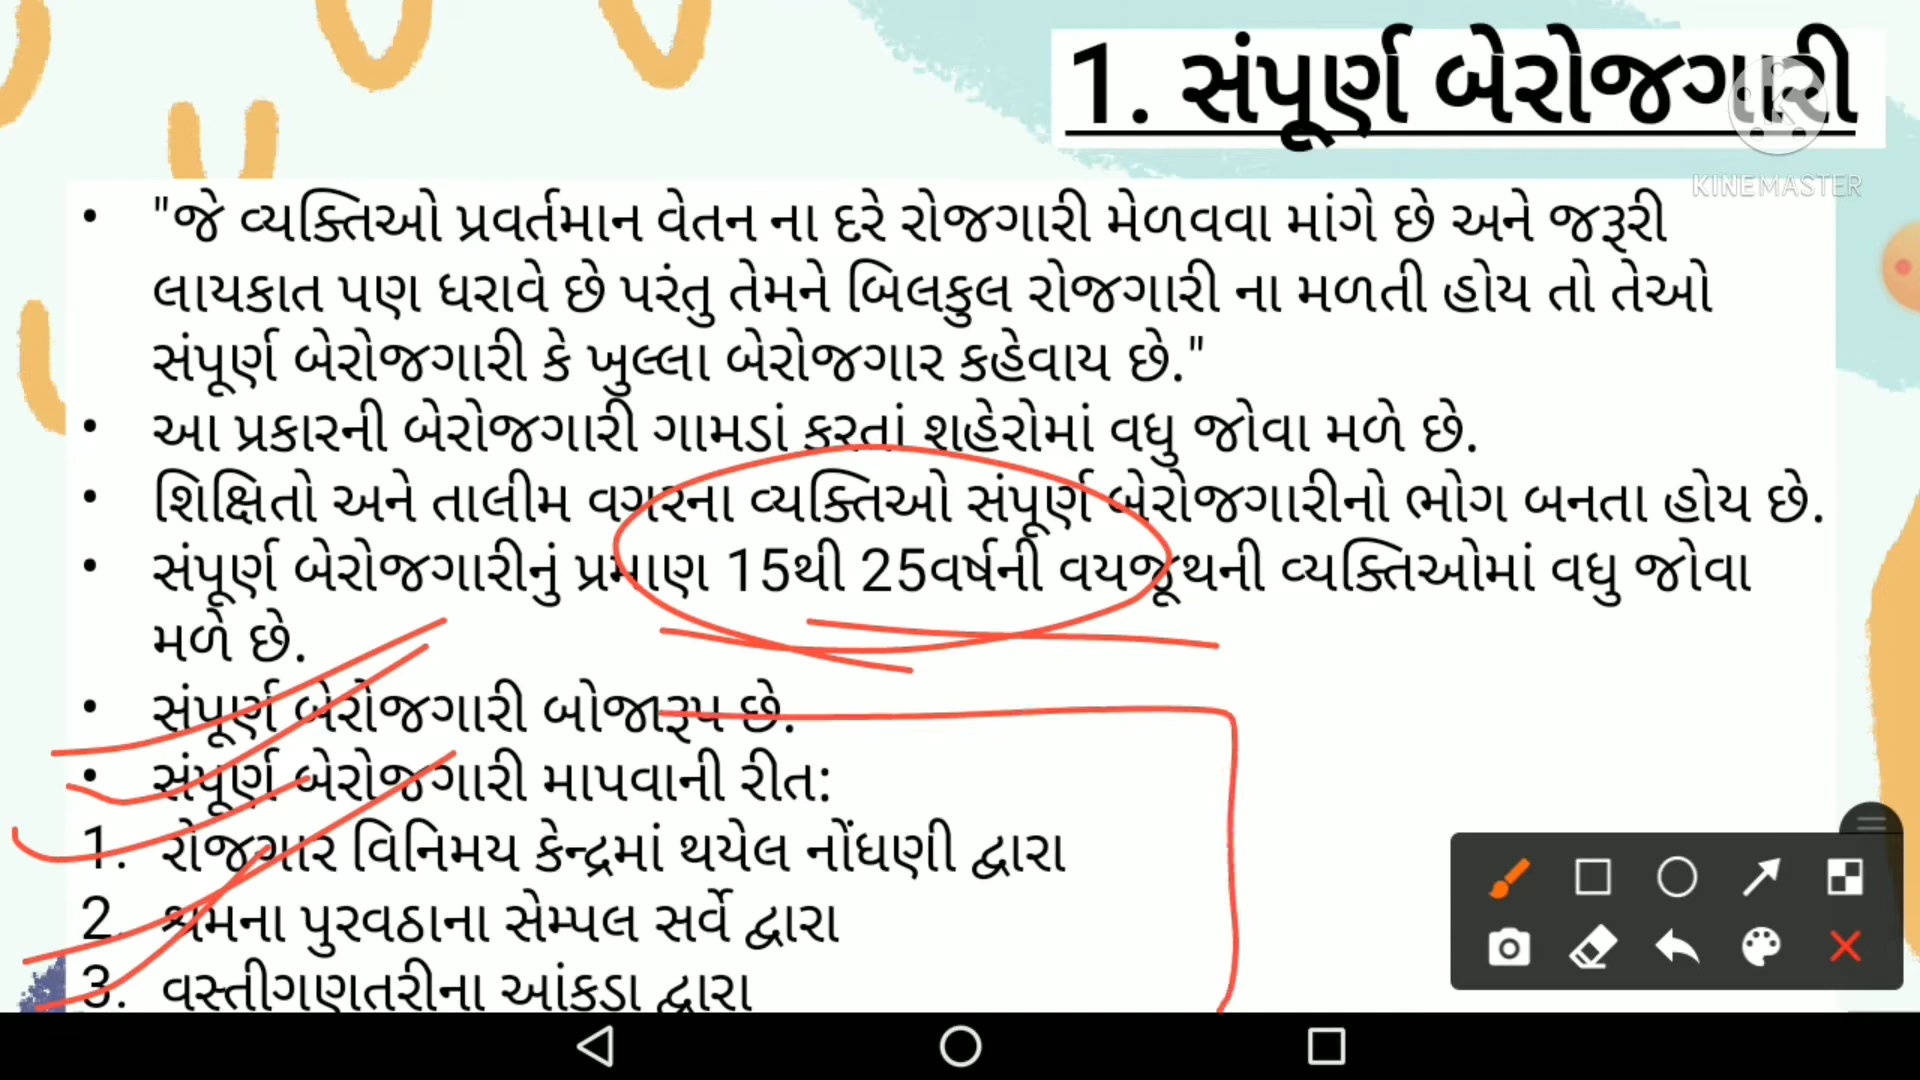 1. સંપૂર્ણ બેરોજગારી
KINEMASTER
• "જે વ્યક્તિઓ પ્રવર્તમાન વેતન ના દરે રોજગારી મેળવવા માંગે છે અને જરૂરી
લાયકાત પણ ધરાવે છે પરંતુ તેમને બિલકુલ રોજગારી ના મળતી હોય તો તેઓ
સંપૂર્ણ બેરોજગારી કે ખુલ્લા બેરોજગાર કહેવાય છે."
• આ પ્રકારની બેરોજગારી ગામડાં કરતાં શહેરોમાં વધુ જોવા મળે છે.
• શિક્ષિતો અને તાલીમ વગરના વ્યક્તિઓ સંપૂર્ણ બેરોજગારીનો ભોગ બનતા હોય છે.
• સંપૂર્ણ બેરોજગારીનું પ્રમાણ 15થી 25વર્ષની વયજૂથની વ્યક્તિઓમાં વધુ જોવા
મળે છે.
• સંપૂર્ણ બેરોજગારી બોજારૂપ છે.
• સંપૂર્ણ બેરોજગારી માપવાની રીત:
1. રોજગાર વિનિમય કેન્દ્રમાં થયેલ નોંધણી દ્વારા
2. શ્રમના પુરવઠાના સેમ્પલ સર્વે દ્વારા
3. વસ્તીગણતરીના આંકડા દ્વારા